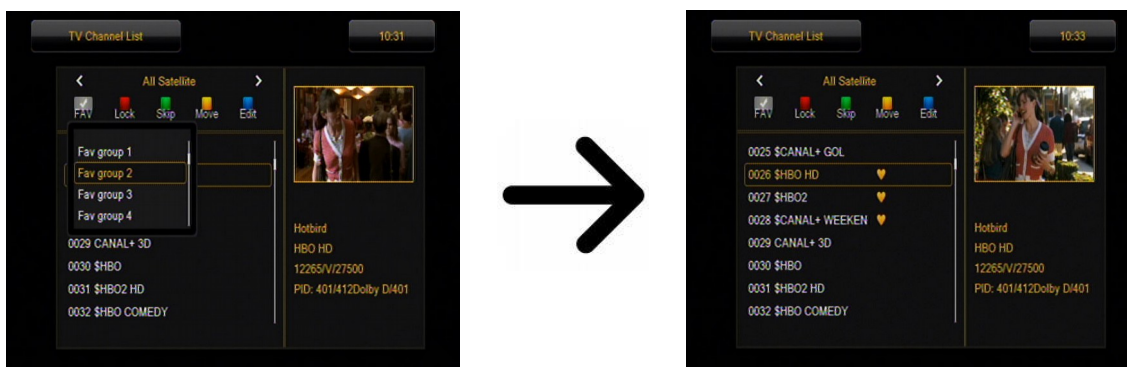 TV Channel List
10:31
All Satellite
FAV Lock Skip Move Edit
Fav group 1
Fav group 2
Fav group 3
Fav group 4
0029 CANAL+ 3D
0030 $HBO
0031 $HBO2 HD
0032 $HBO COMEDY
Hotbird
HBO HD
12265/V/27500
PID: 401/412Dolby D/401
TV Channel List
10:33
All Satellite
FAV Lock Skip Move Edit
0025 $CANAL+ GOL
0026 $HBO HD
0027 $HBO2
0028 $CANAL+ WEEKEN
0029 CANAL+ 3D
0030 $HBO
0031 $HBO2 HD
0032 $HBO COMEDY
Hotbird
HBO HD
12265/V/27500
PID: 401/412Dolby D/401